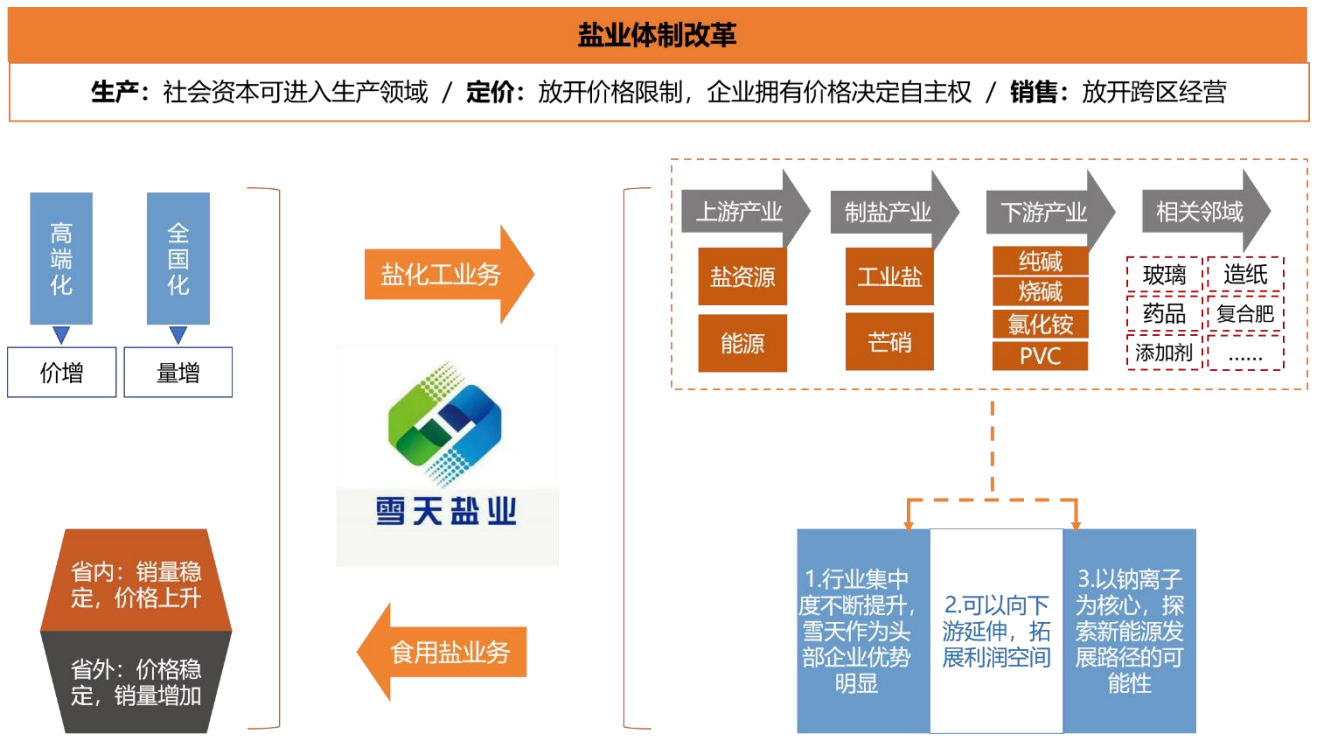 盐业体制改革
生产：社会资本可进入生产领域 / 定价：放开价格限制，企业拥有价格决定自主权 / 销售：放开跨区经营
高端化
全国化
价增
量增
省内：销量稳
定，价格上升
省外：价格稳
定，销量增加
盐化工业务
雪天盐业
食用盐业务
上游产业
制盐产业
下游产业
相关邻域
盐资源
能源
工业盐
芒硝
纯碱
烧碱
氯化铵
PVC
玻璃
造纸
药品
复合肥
添加剂
……
1.行业集中
度不断提升，
雪天作为头
部企业优势
明显
2.可以向下
游延伸，拓
展利润空间
3.以钠离子
为核心，探
索新能源发
展路径的可
能性